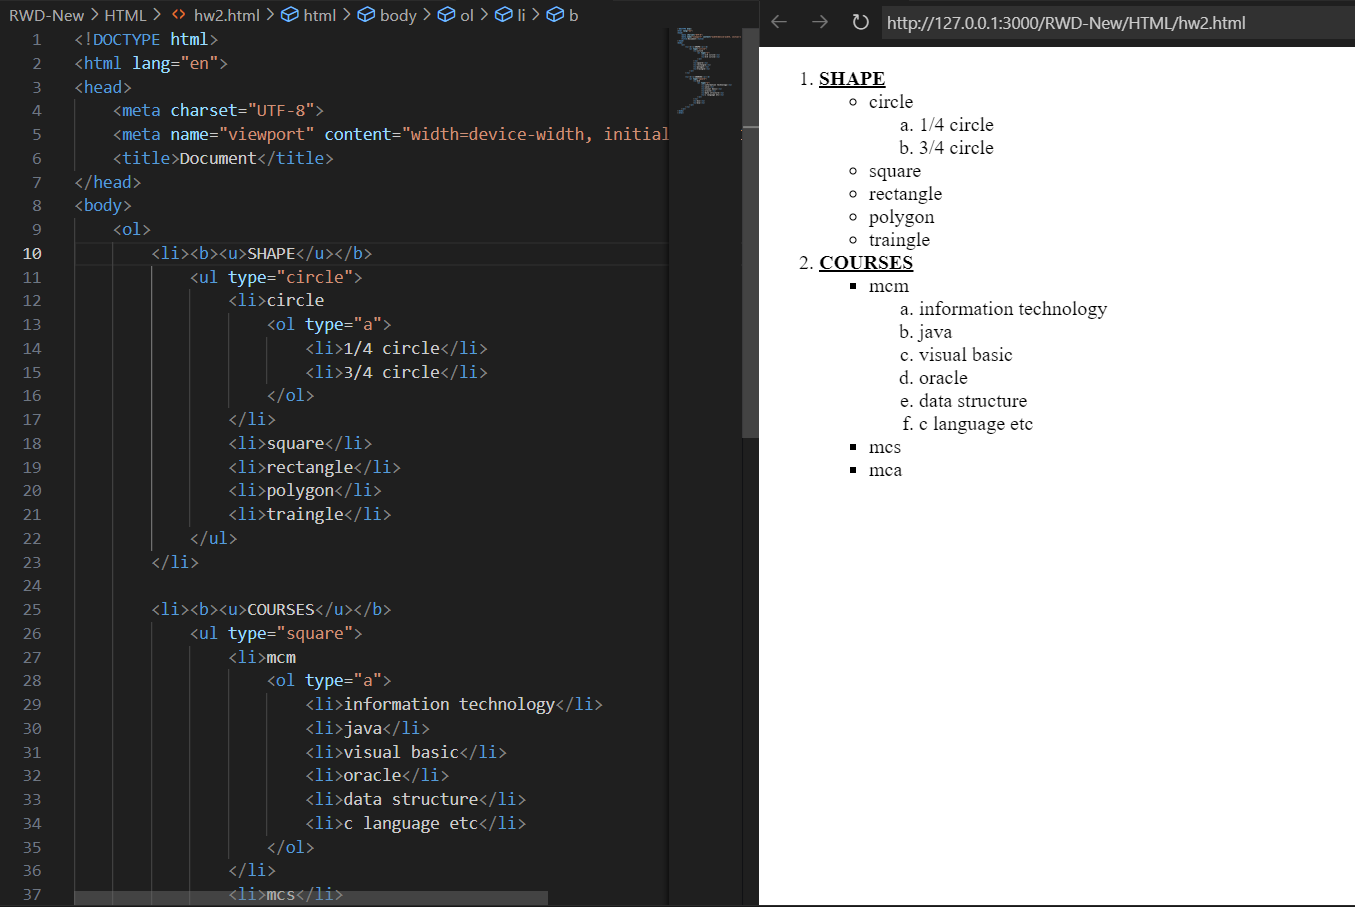 RWD-New > HTML > <> hw2.html > html > body > ol > li > b
1 <!DOCTYPE html>
2 <html lang="en">
3 <head>
4 <meta charset="UTF-8">
5 <meta name="viewport" content="width=device-width, initial
6 <title>Document</title>
7 </head>
8 <body>
9 <ol>
10 <li><b><u>SHAPE</u></b>
11 <ul type="circle">
12 <li>circle
13 <ol type="a">
14 <li>1/4 circle</li>
15 <li>3/4 circle</li>
16 </ol>
17 </li>
18 <li>square</li>
19 <li>rectangle</li>
20 <li>polygon</li>
21 <li>traingle</li>
22 </ul>
23 </li>
24
25 <li><b><u>COURSES</u></b>
26 <ul type="square">
27 <li>mcm
28 <ol type="a">
29 <li>information technology</li>
30 <li>java</li>
31 <li>visual basic</li>
32 <li>oracle</li>
33 <li>data structure</li>
34 <li>c language etc</li>
35 </ol>
36 </li>
37 <li>mcs</li>
http://127.0.0.1:3000/RWD-New/HTML/hw2.html
1. SHAPE
circle
a. 1/4 circle
b. 3/4 circle
square
rectangle
polygon
traingle
2. COURSES
mcm
a. information technology
b. java
c. visual basic
d. oracle
e. data structure
f. c language etc
mcs
mca